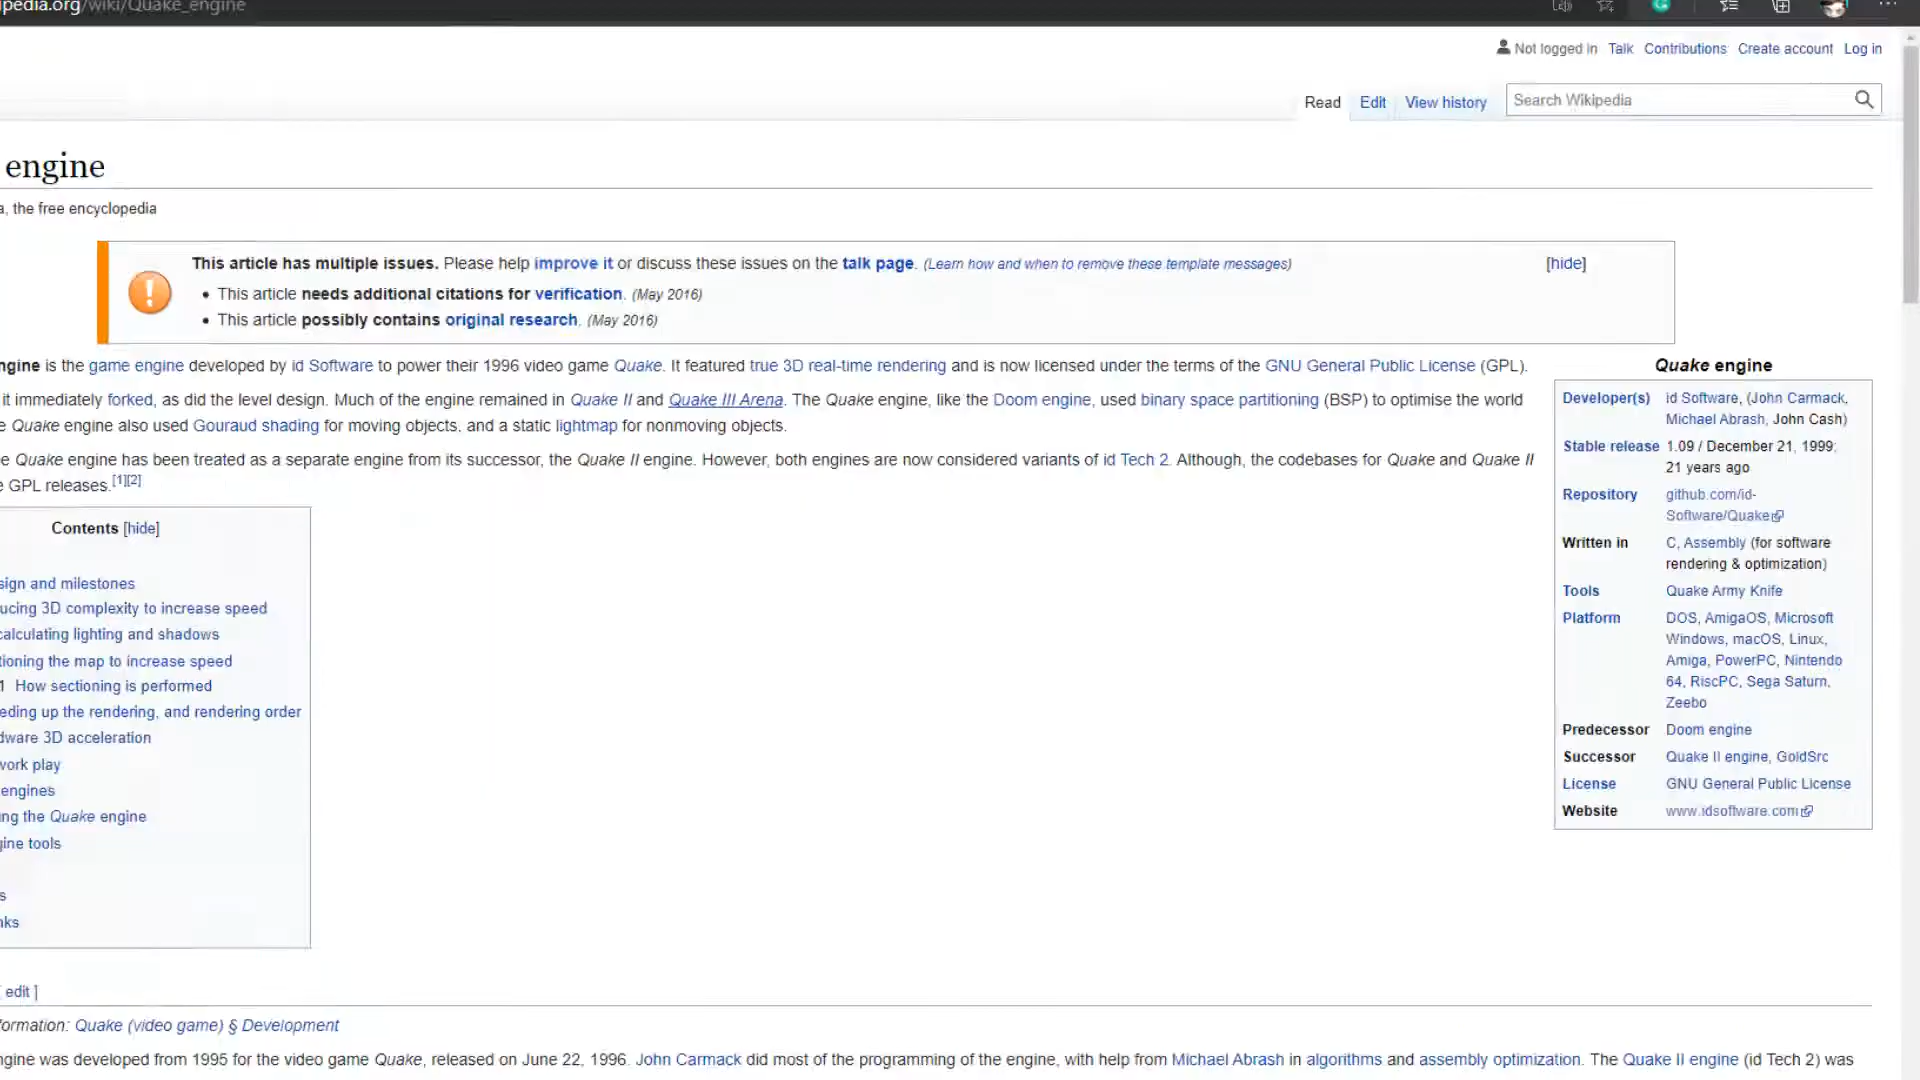 pedia.org/wiki/Quake_engine
Not logged in Talk Contributions Create account Log in
Read Edit View history Search Wikipedia
engine
a, the free encyclopedia
This article has multiple issues. Please help improve it or discuss these issues on the talk page. (Learn how and when to remove these template messages) [hide]
• This article needs additional citations for verification. (May 2016)
• This article possibly contains original research. (May 2016)
ngine is the game engine developed by id Software to power their 1996 video game Quake. It featured true 3D real-time rendering and is now licensed under the terms of the GNU General Public License (GPL).
it immediately forked, as did the level design. Much of the engine remained in Quake II and Quake III Arena. The Quake engine, like the Doom engine, used binary space partitioning (BSP) to optimise the world
e Quake engine also used Gouraud shading for moving objects, and a static lightmap for nonmoving objects.
e Quake engine has been treated as a separate engine from its successor, the Quake II engine. However, both engines are now considered variants of id Tech 2. Although, the codebases for Quake and Quake II
e GPL releases.[1][2]
Contents [hide]
sign and milestones
ucing 3D complexity to increase speed
calculating lighting and shadows
tioning the map to increase speed
1 How sectioning is performed
eding up the rendering, and rendering order
dware 3D acceleration
work play
engines
ng the Quake engine
gine tools
s
nks
[ edit ]
formation: Quake (video game) § Development
ngine was developed from 1995 for the video game Quake, released on June 22, 1996. John Carmack did most of the programming of the engine, with help from Michael Abrash in algorithms and assembly optimization. The Quake II engine (id Tech 2) was
Quake engine
Developer(s) id Software, (John Carmack,
Michael Abrash, John Cash)
Stable release 1.09 / December 21, 1999;
21 years ago
Repository github.com/id-
Software/Quake
Written in C, Assembly (for software
rendering & optimization)
Tools Quake Army Knife
Platform DOS, AmigaOS, Microsoft
Windows, macOS, Linux,
Amiga, PowerPC, Nintendo
64, RiscPC, Sega Saturn,
Zeebo
Predecessor Doom engine
Successor Quake II engine, GoldSrc
License GNU General Public License
Website www.idsoftware.com